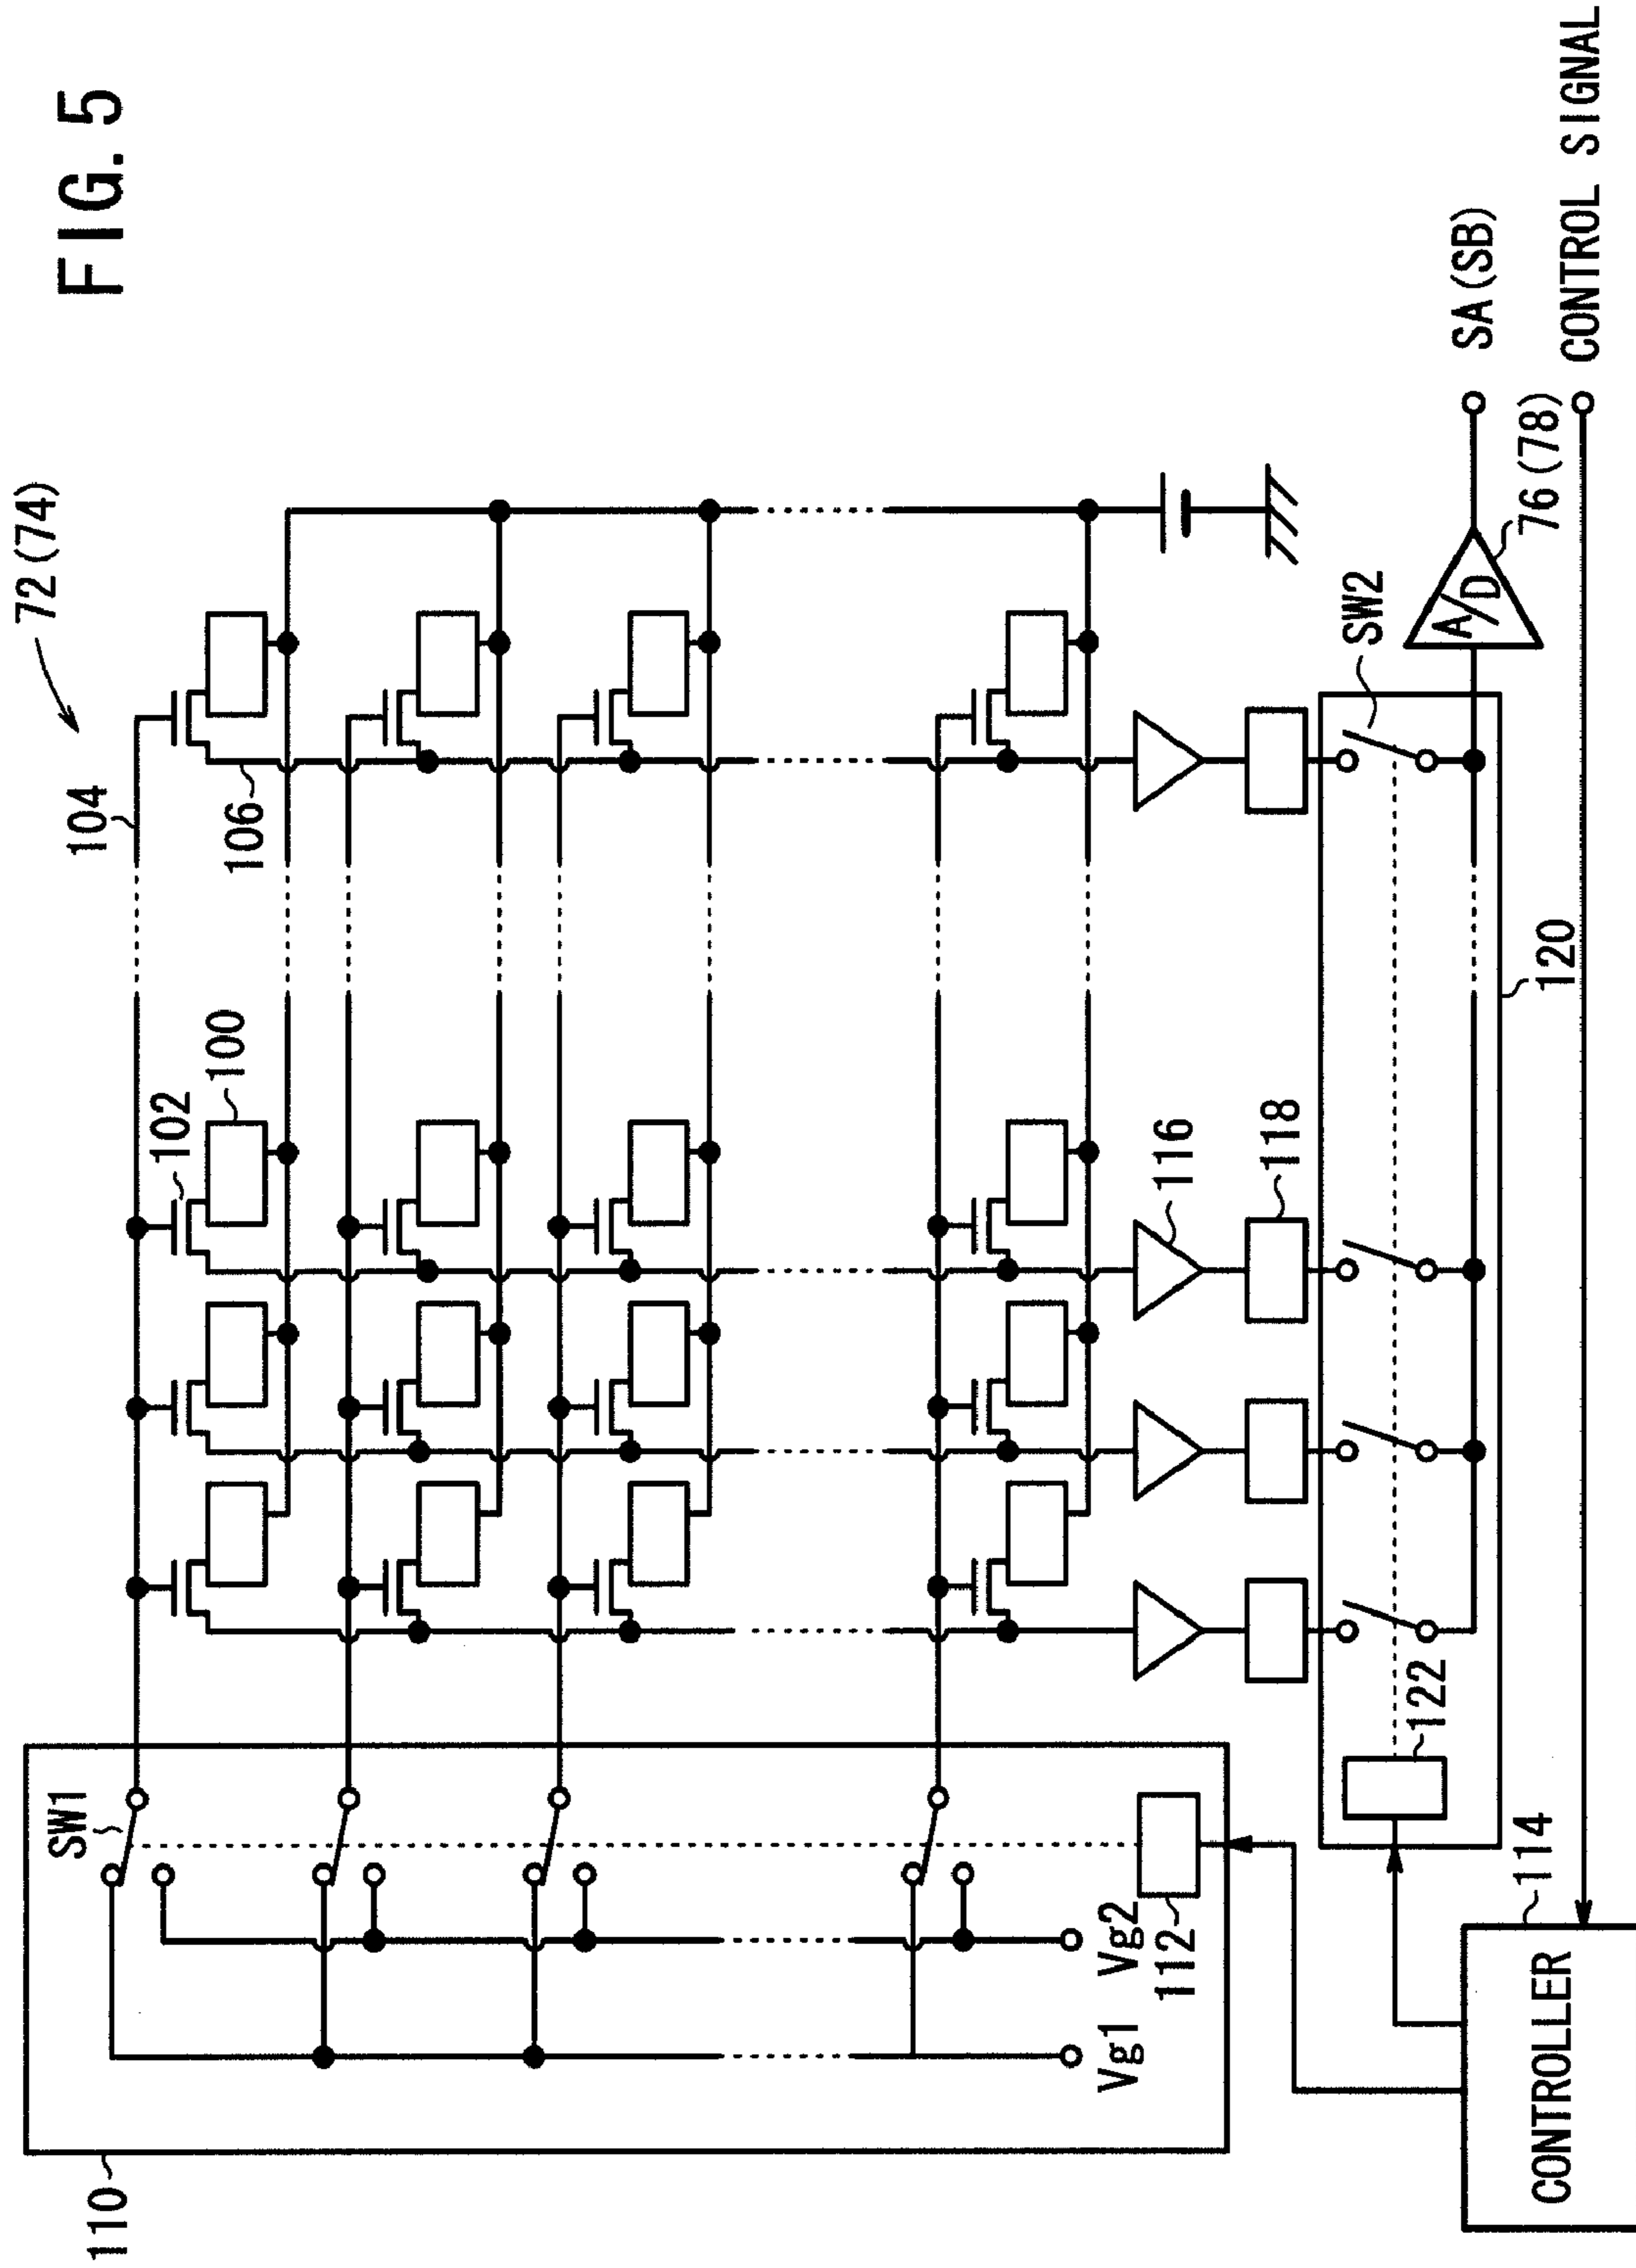 FIG. 5
72 (74)
104
106
102
100
SW1
110
Vg1
Vg2
112
116
118
SW2
A/D
SA (SB)
76 (78)
CONTROL SIGNAL
120
122
114
CONTROLLER